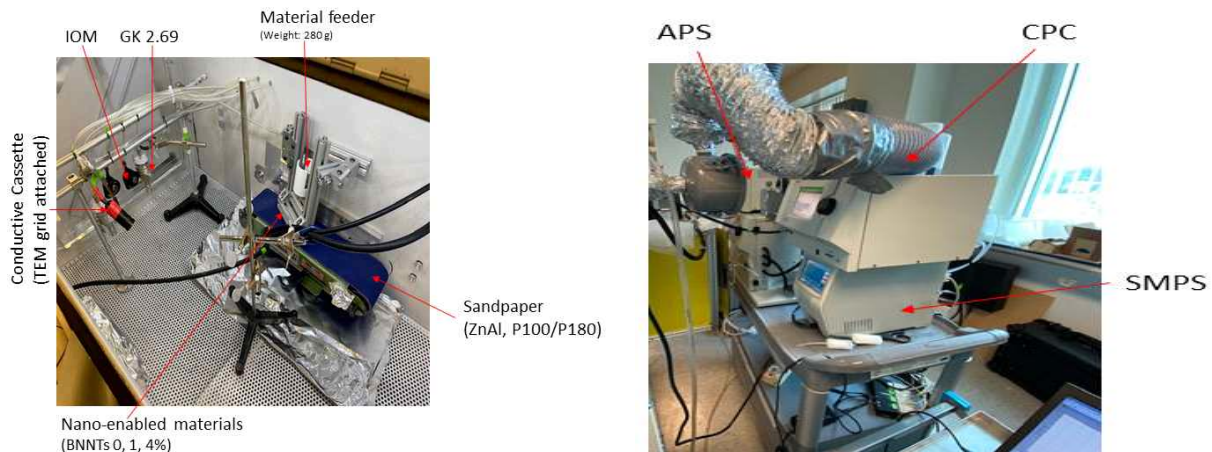 Material feeder
(Weight: 280 g)
IOM
GK 2.69
Conductive Cassette
(TEM grid attached)
Sandpaper
(ZnAl, P100/P180)
Nano-enabled materials
(BNNTs 0, 1, 4%)
APS
CPC
SMPS